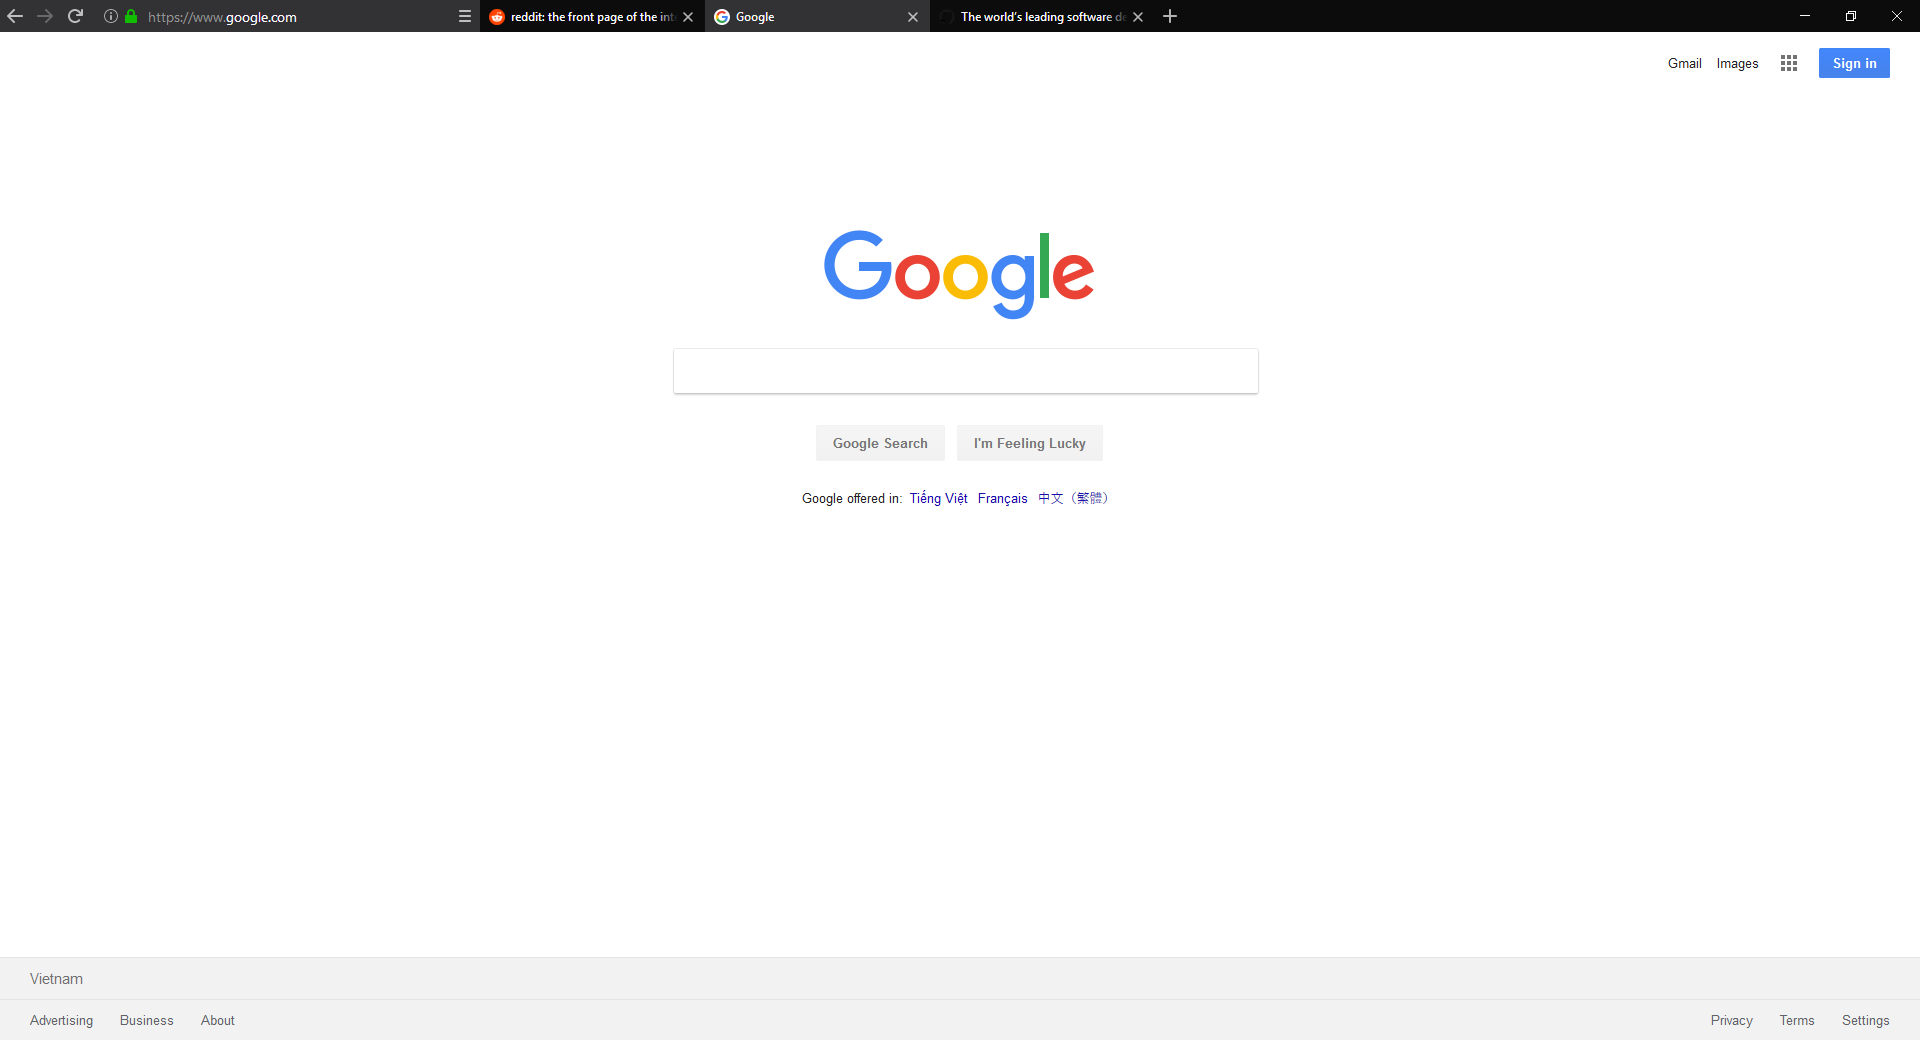 https://www.google.com
reddit: the front page of the int
Google
The world's leading software de
Gmail Images Sign in
Google
Google Search I'm Feeling Lucky
Google offered in: Tiếng Việt Français 中文（繁體）
Vietnam
Advertising Business About Privacy Terms Settings